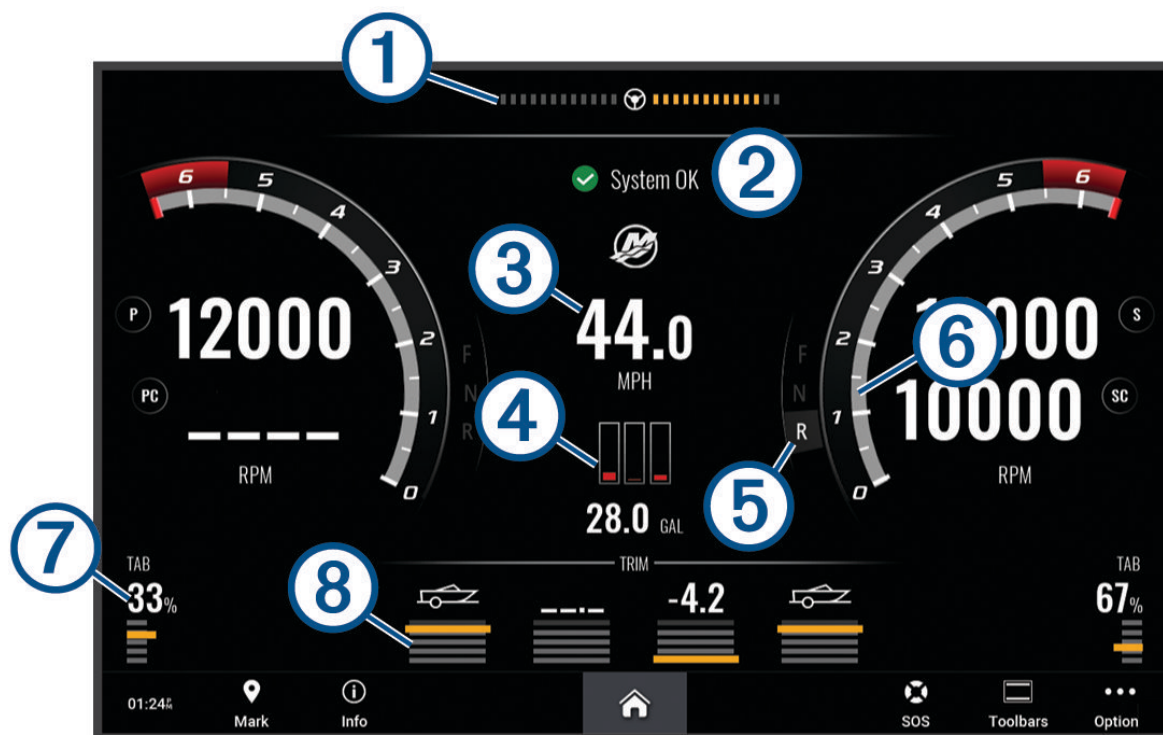 1
2
System OK
3
6 5 4 3 2 1 0
6 5 4 3 2 1 0
P
12000
PC
– – – –
RPM
F
N
R
44.0
MPH
4
28.0 GAL
F
N
R
5
6
S
10000
SC
RPM
7
TAB
33%
8
TRIM
--.-
-4.2
TAB
67%
01:24PM
Mark
Info
SOS
Toolbars
Option